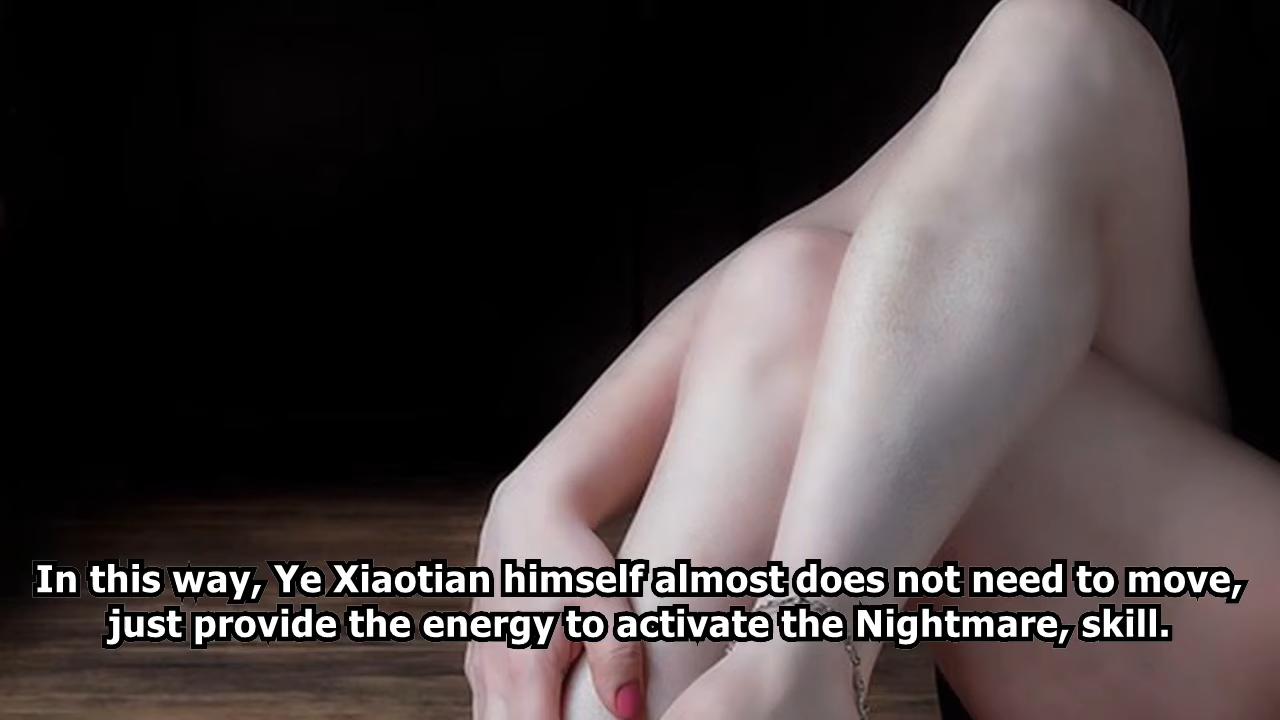 In this way, Ye Xiaotian himself almost does not need to move,
just provide the energy to activate the Nightmare, skill.